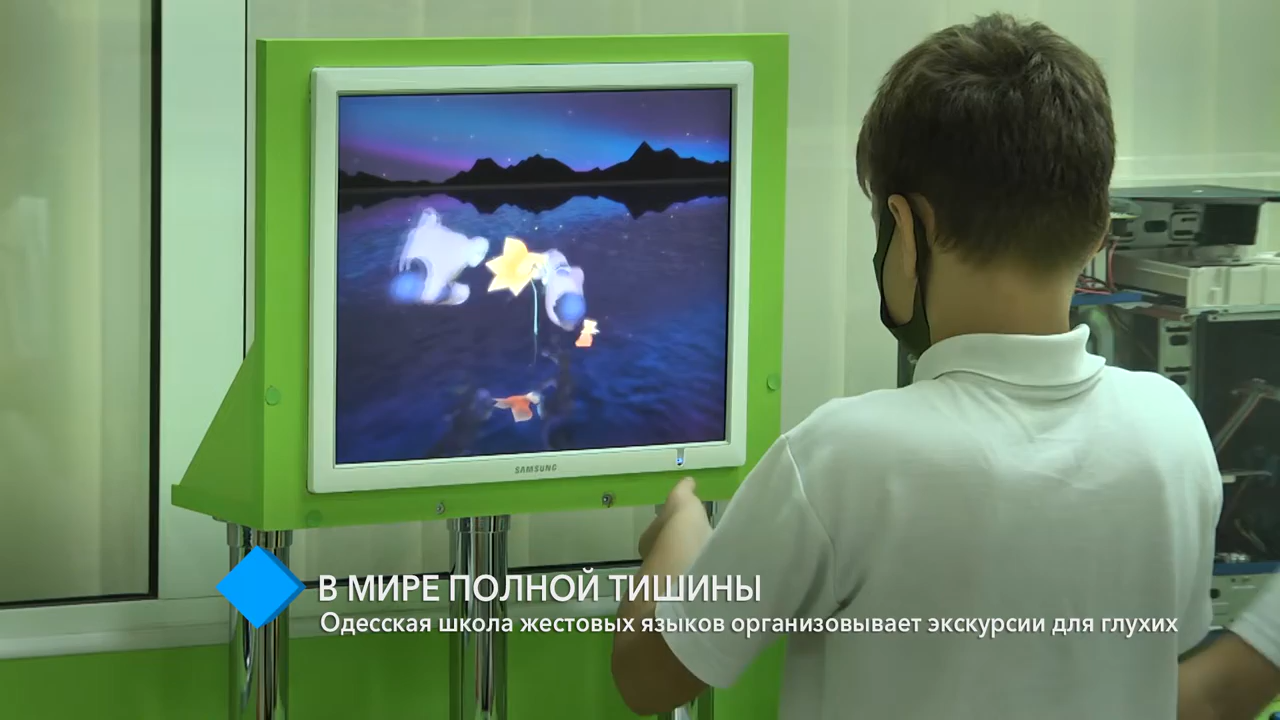 SAMSUNG
В МИРЕ ПОЛНОЙ ТИШИНЫ
Одесская школа жестовых языков организовывает экскурсии для глухих